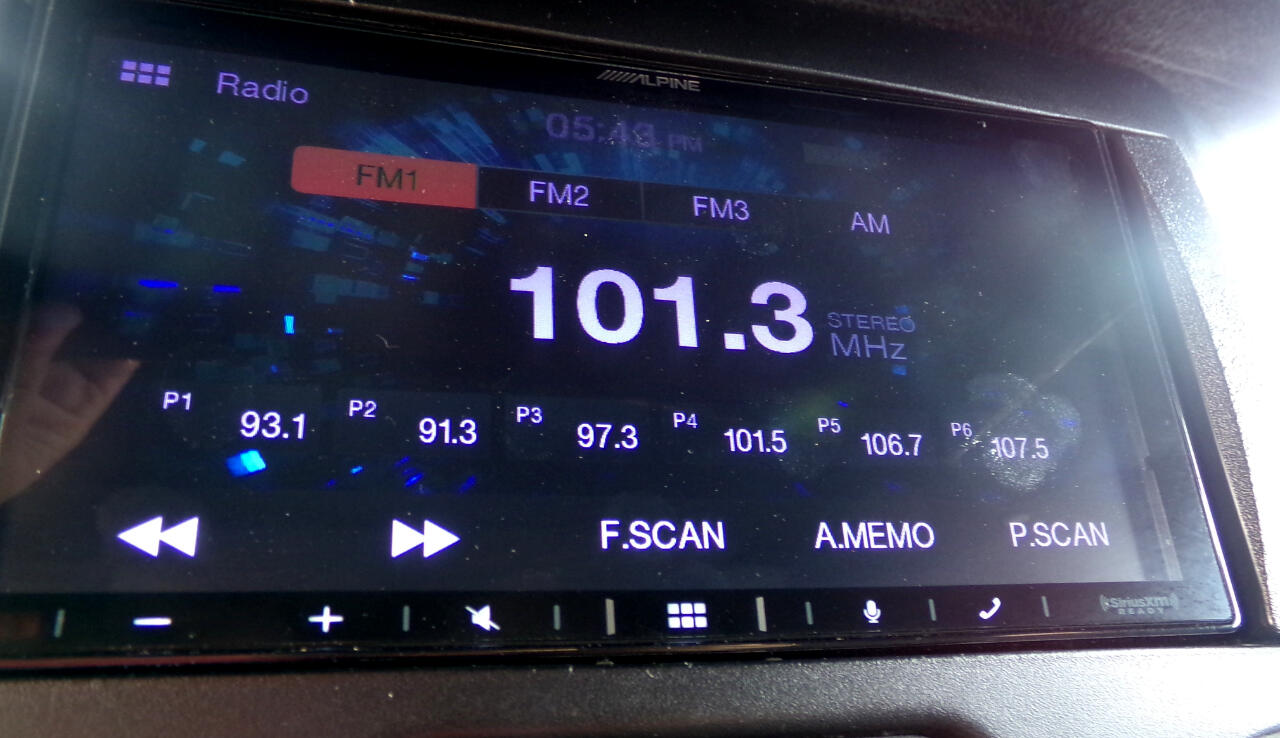 ALPINE
Radio
05:43 PM
FM1 FM2 FM3 AM
101.3 STEREO MHz
P1 93.1 P2 91.3 P3 97.3 P4 101.5 P5 106.7 P6 107.5
F.SCAN A.MEMO P.SCAN
SiriusXM
READY